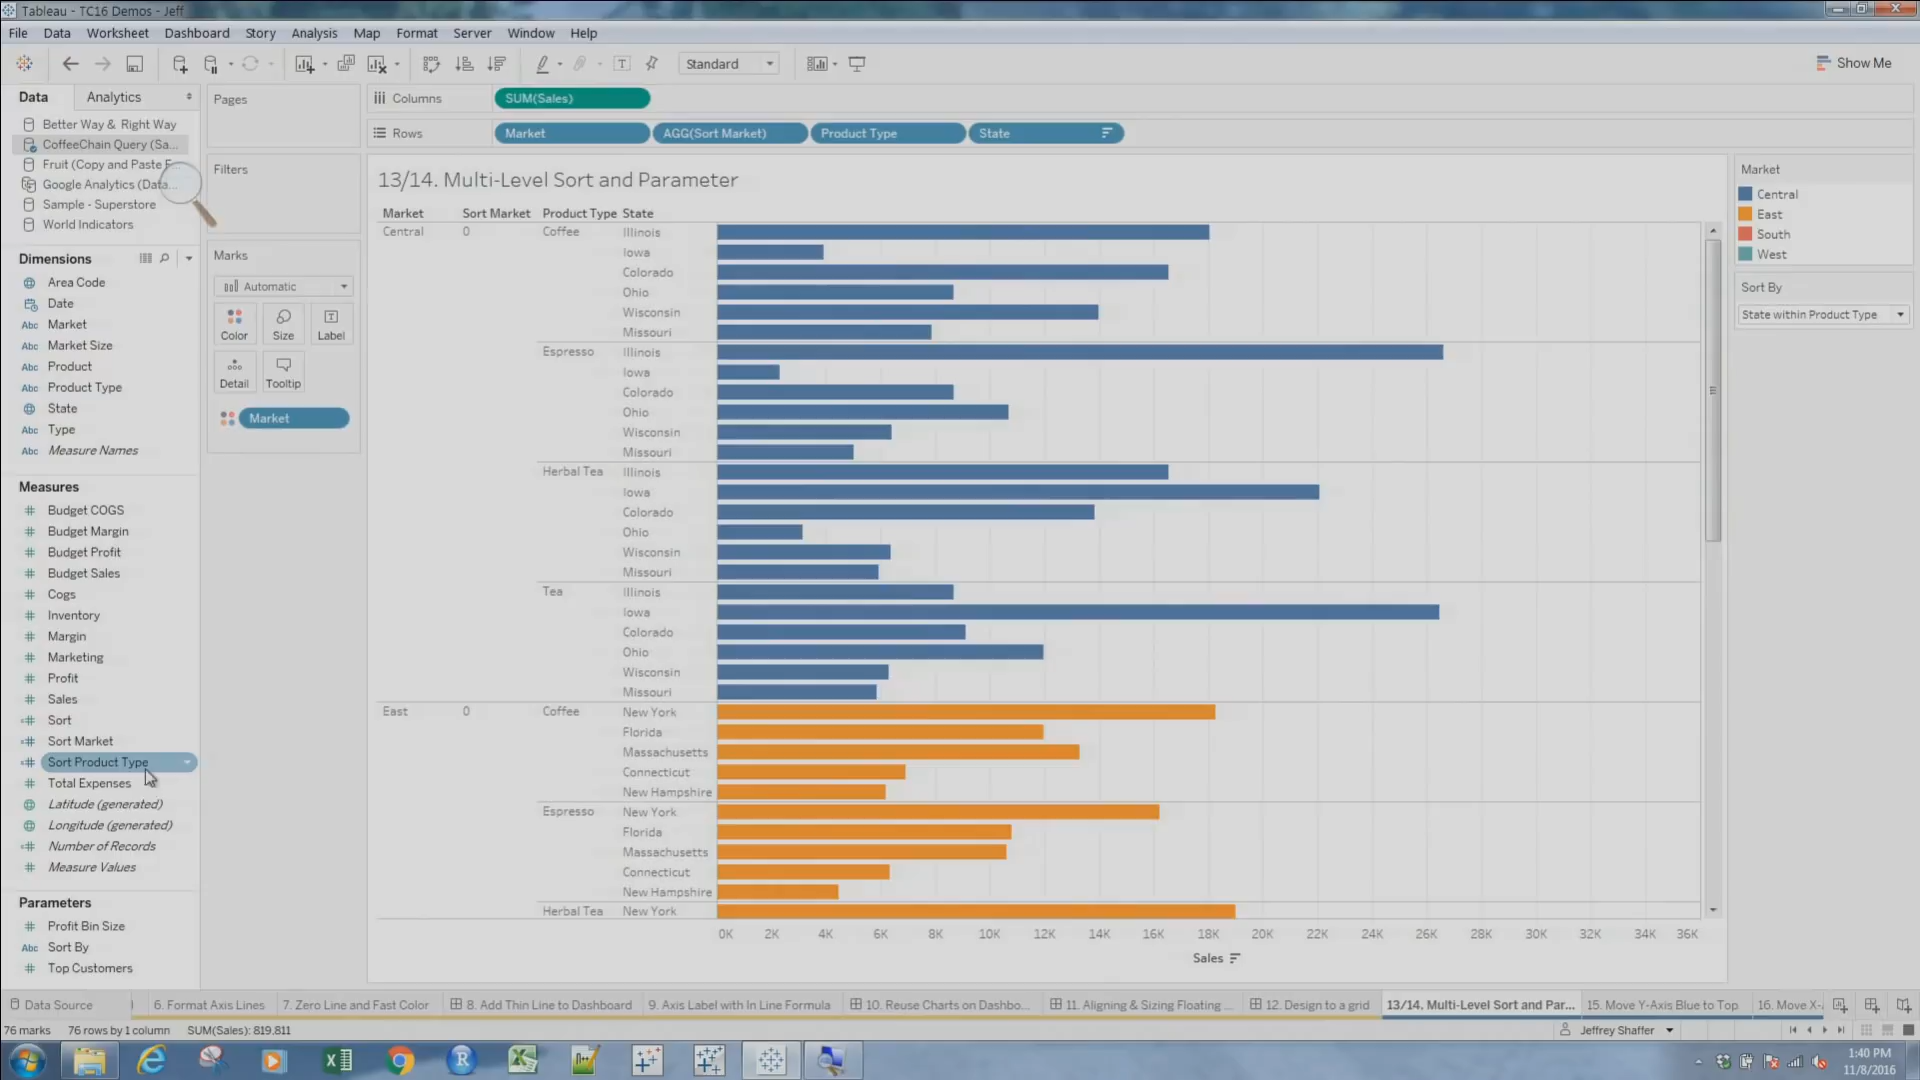 Tableau - TC16 Demos - Jeff
File Data Worksheet Dashboard Story Analysis Map Format Server Window Help
Standard
Show Me
Data Analytics
Better Way & Right Way
CoffeeChain Query (Sa...
Fruit (Copy and Paste
Google Analytics (Data...
Sample - Superstore
World Indicators
Dimensions
Area Code
Date
Abc Market
Abc Market Size
Abc Product
Abc Product Type
State
Abc Type
Abc Measure Names
Measures
Budget COGS
Budget Margin
Budget Profit
Budget Sales
Cogs
Inventory
Margin
Marketing
Profit
Sales
Sort
Sort Market
Sort Product Type
Total Expenses
Latitude (generated)
Longitude (generated)
Number of Records
Measure Values
Parameters
Profit Bin Size
Abc Sort By
Top Customers
Pages
Filters
Marks
Automatic
Color Size Label
Detail Tooltip
Market
Columns SUM(Sales)
Rows Market AGG(Sort Market) Product Type State
13/14. Multi-Level Sort and Parameter
Market Sort Market Product Type State
Central 0 Coffee Illinois
Iowa
Colorado
Ohio
Wisconsin
Missouri
Espresso Illinois
Iowa
Colorado
Ohio
Wisconsin
Missouri
Herbal Tea Illinois
Iowa
Colorado
Ohio
Wisconsin
Missouri
Tea Illinois
Iowa
Colorado
Ohio
Wisconsin
Missouri
East 0 Coffee New York
Florida
Massachusetts
Connecticut
New Hampshire
Espresso New York
Florida
Massachusetts
Connecticut
New Hampshire
Herbal Tea New York
0K 2K 4K 6K 8K 10K 12K 14K 16K 18K 20K 22K 24K 26K 28K 30K 32K 34K 36K
Sales
Market
Central
East
South
West
Sort By
State within Product Type
Data Source 6. Format Axis Lines 7. Zero Line and Fast Color 8. Add Thin Line to Dashboard 9. Axis Label with In Line Formula 10. Reuse Charts on Dashbo... 11. Aligning & Sizing Floating ... 12. Design to a grid 13/14. Multi-Level Sort and Par... 15. Move Y-Axis Blue to Top 16. Move X-
76 marks 76 rows by 1 column SUM(Sales): 819,811
Jeffrey Shaffer
1:40 PM
11/8/2016